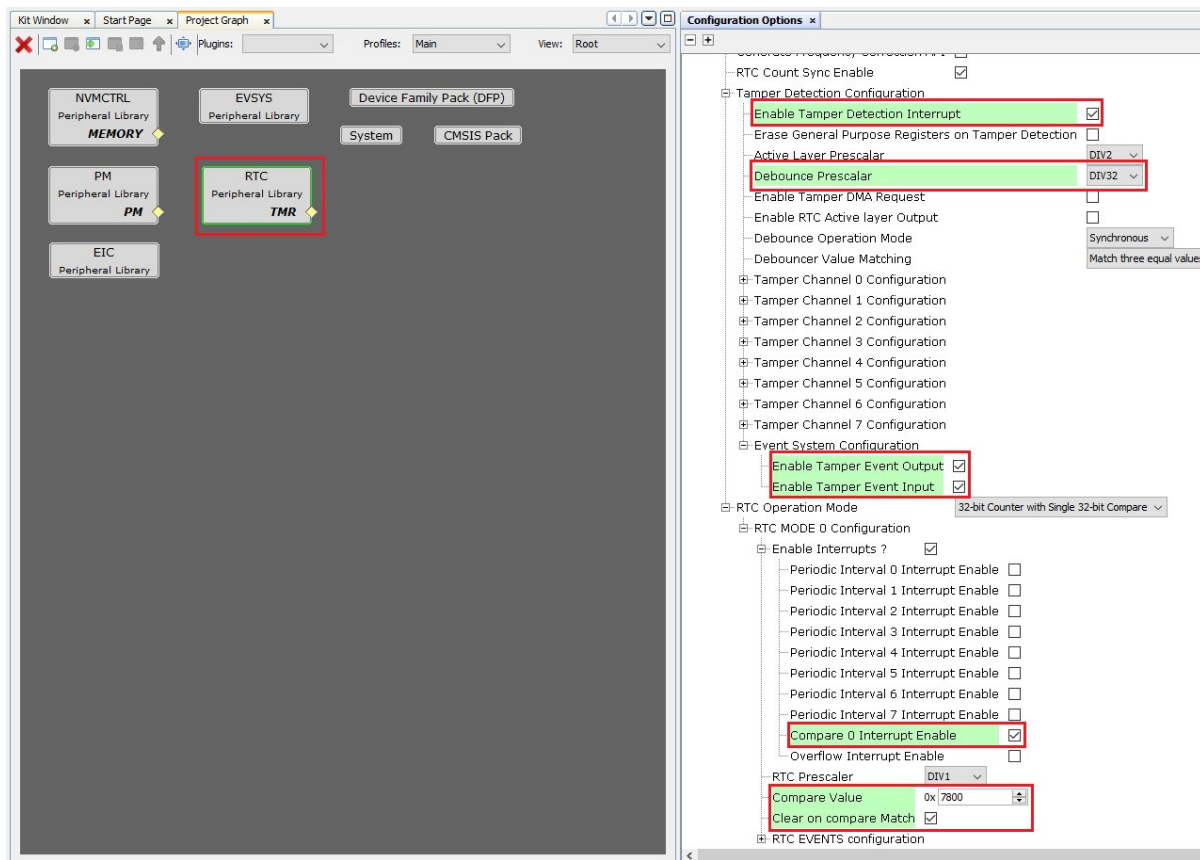 Kit Window x Start Page x Project Graph x
Plugins: Profiles: Main View: Root
NVMCTRL
Peripheral Library
MEMORY
EVSYS
Peripheral Library
Device Family Pack (DFP)
System
CMSIS Pack
PM
Peripheral Library
PM
RTC
Peripheral Library
TMR
EIC
Peripheral Library
Configuration Options x
RTC Count Sync Enable
Tamper Detection Configuration
Enable Tamper Detection Interrupt
Erase General Purpose Registers on Tamper Detection
Active Layer Prescalar DIV2
Debounce Prescalar DIV32
Enable Tamper DMA Request
Enable RTC Active layer Output
Debounce Operation Mode Synchronous
Debouncer Value Matching Match three equal values
Tamper Channel 0 Configuration
Tamper Channel 1 Configuration
Tamper Channel 2 Configuration
Tamper Channel 3 Configuration
Tamper Channel 4 Configuration
Tamper Channel 5 Configuration
Tamper Channel 6 Configuration
Tamper Channel 7 Configuration
Event System Configuration
Enable Tamper Event Output
Enable Tamper Event Input
RTC Operation Mode 32-bit Counter with Single 32-bit Compare
RTC MODE 0 Configuration
Enable Interrupts ?
Periodic Interval 0 Interrupt Enable
Periodic Interval 1 Interrupt Enable
Periodic Interval 2 Interrupt Enable
Periodic Interval 3 Interrupt Enable
Periodic Interval 4 Interrupt Enable
Periodic Interval 5 Interrupt Enable
Periodic Interval 6 Interrupt Enable
Periodic Interval 7 Interrupt Enable
Compare 0 Interrupt Enable
Overflow Interrupt Enable
RTC Prescaler DIV1
Compare Value 0x 7800
Clear on compare Match
RTC EVENTS configuration